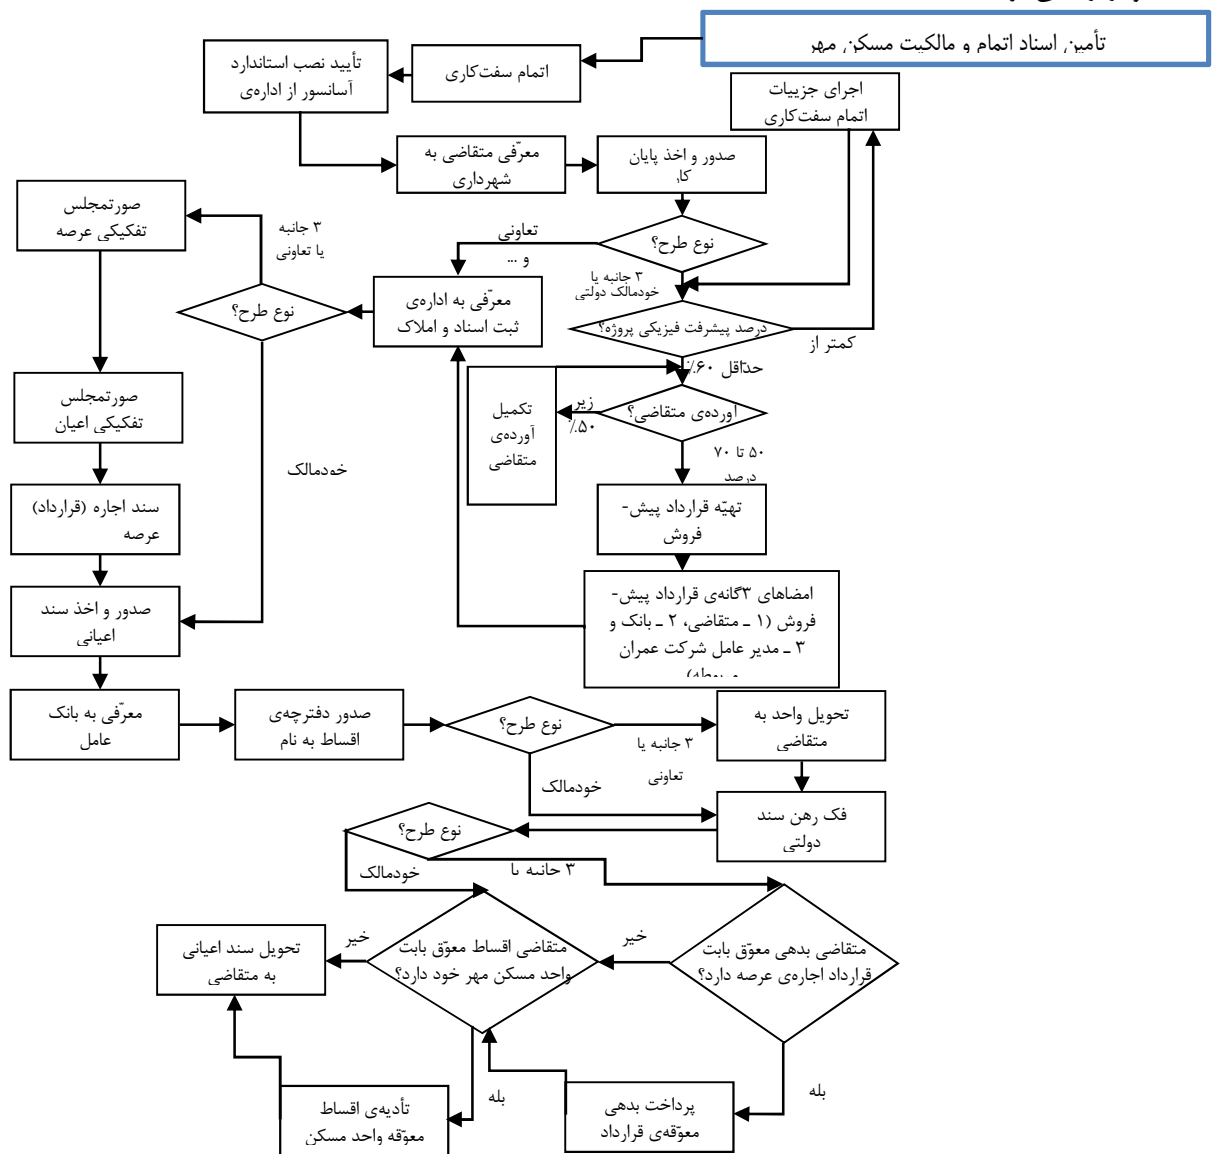 تأمین اسناد اتمام و مالکیت مسکن مهر
اتمام سفت‌کاری
تأیید نصب استاندارد
آسانسور از اداره‌ی
اجرای جزییات
اتمام سفت‌کاری
معرّفی متقاضی به
شهرداری
صدور و اخذ پایان
کار
نوع طرح؟
تعاونی
و ...
۳ جانبه یا
خودمالک دولتی
معرّفی به اداره‌ی
ثبت اسناد و املاک
نوع طرح؟
۳ جانبه
یا تعاونی
صورتمجلس
تفکیکی عرصه
درصد پیشرفت فیزیکی پروژه؟
کمتر از
حدّاقل ۶۰٪
آورده‌ی متقاضی؟
زیر
۵۰٪
تکمیل
آورده‌ی
متقاضی
۵۰ تا ۷۰
درصد
صورتمجلس
تفکیکی اعیان
خودمالک
سند اجاره (قرارداد)
عرصه
تهیّه قرارداد پیش-
فروش
صدور و اخذ سند
اعیانی
امضاهای ۳گانه‌ی قرارداد پیش-
فروش (۱ ـ متقاضی، ۲ ـ بانک و
۳ ـ مدیر عامل شرکت عمران
مربوطه)
معرّفی به بانک
عامل
صدور دفترچه‌ی
اقساط به نام
نوع طرح؟
۳ جانبه یا
تعاونی
خودمالک
تحویل واحد به
متقاضی
فک رهن سند
دولتی
نوع طرح؟
۳ جانبه یا
خودمالک
متقاضی بدهی معوّق بابت
قرارداد اجاره‌ی عرصه دارد؟
خیر
متقاضی اقساط معوّق بابت
واحد مسکن مهر خود دارد؟
خیر
تحویل سند اعیانی
به متقاضی
بله
پرداخت بدهی
معوّقه‌ی قرارداد
بله
تأدیه‌ی اقساط
معوّقه واحد مسکن